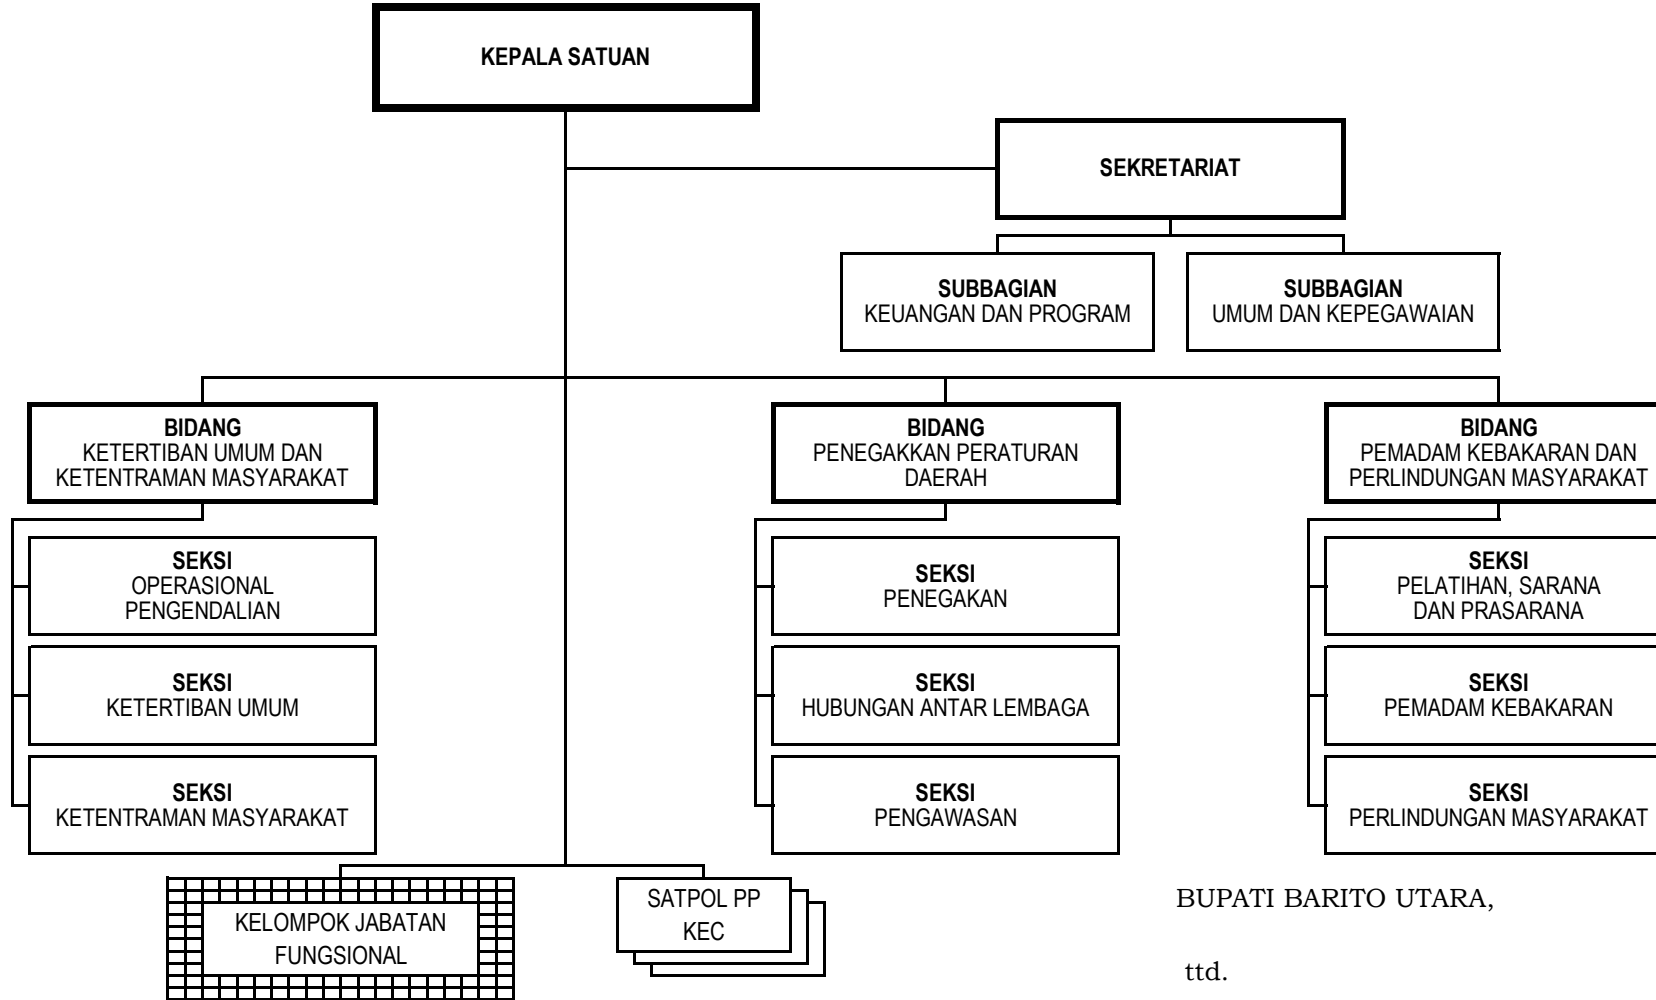 KEPALA SATUAN
SEKRETARIAT
SUBBAGIAN
KEUANGAN DAN PROGRAM
SUBBAGIAN
UMUM DAN KEPEGAWAIAN
BIDANG
KETERTIBAN UMUM DAN
KETENTRAMAN MASYARAKAT
BIDANG
PENEGAKKAN PERATURAN
DAERAH
BIDANG
PEMADAM KEBAKARAN DAN
PERLINDUNGAN MASYARAKAT
SEKSI
OPERASIONAL
PENGENDALIAN
SEKSI
PENEGAKAN
SEKSI
PELATIHAN, SARANA
DAN PRASARANA
SEKSI
KETERTIBAN UMUM
SEKSI
HUBUNGAN ANTAR LEMBAGA
SEKSI
PEMADAM KEBAKARAN
SEKSI
KETENTRAMAN MASYARAKAT
SEKSI
PENGAWASAN
SEKSI
PERLINDUNGAN MASYARAKAT
KELOMPOK JABATAN
FUNGSIONAL
SATPOL PP
KEC
BUPATI BARITO UTARA,
ttd.